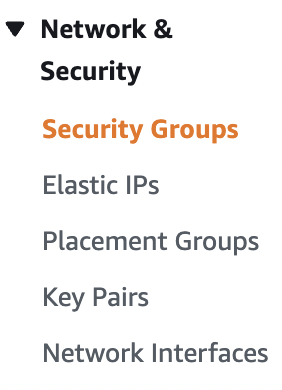 Network &
Security
Security Groups
Elastic IPs
Placement Groups
Key Pairs
Network Interfaces